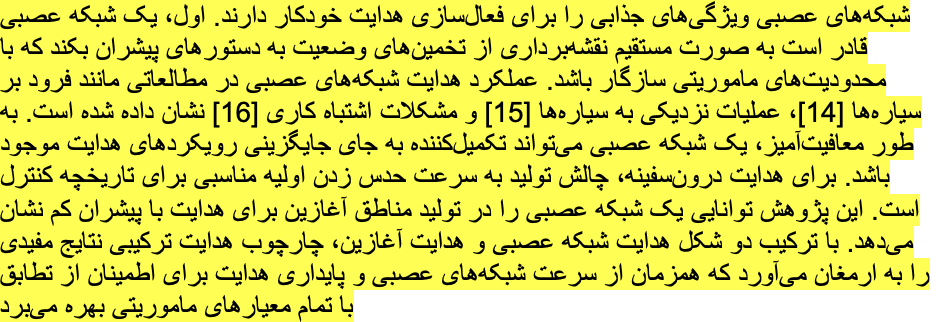 شبکه‌های عصبی ویژگی‌های جذابی را برای فعال‌سازی هدایت خودکار دارند. اول، یک شبکه عصبی
قادر است به صورت مستقیم نقشه‌برداری از تخمین‌های وضعیت به دستورهای پیشران بکند که با
محدودیت‌های ماموریتی سازگار باشد. عملکرد هدایت شبکه‌های عصبی در مطالعاتی مانند فرود بر
سیاره‌ها [14]، عملیات نزدیکی به سیاره‌ها [15] و مشکلات اشتباه کاری [16] نشان داده شده است. به
طور معافیت‌آمیز، یک شبکه عصبی می‌تواند تکمیل‌کننده به جای جایگزینی رویکردهای هدایت موجود
باشد. برای هدایت درون‌سفینه، چالش تولید به سرعت حدس زدن اولیه مناسبی برای تاریخچه کنترل
است. این پژوهش توانایی یک شبکه عصبی را در تولید مناطق آغازین برای هدایت با پیشران کم نشان
می‌دهد. با ترکیب دو شکل هدایت شبکه عصبی و هدایت آغازین، چارچوب هدایت ترکیبی نتایج مفیدی
را به ارمغان می‌آورد که همزمان از سرعت شبکه‌های عصبی و پایداری هدایت برای اطمینان از تطابق
با تمام معیارهای ماموریتی بهره می‌برد